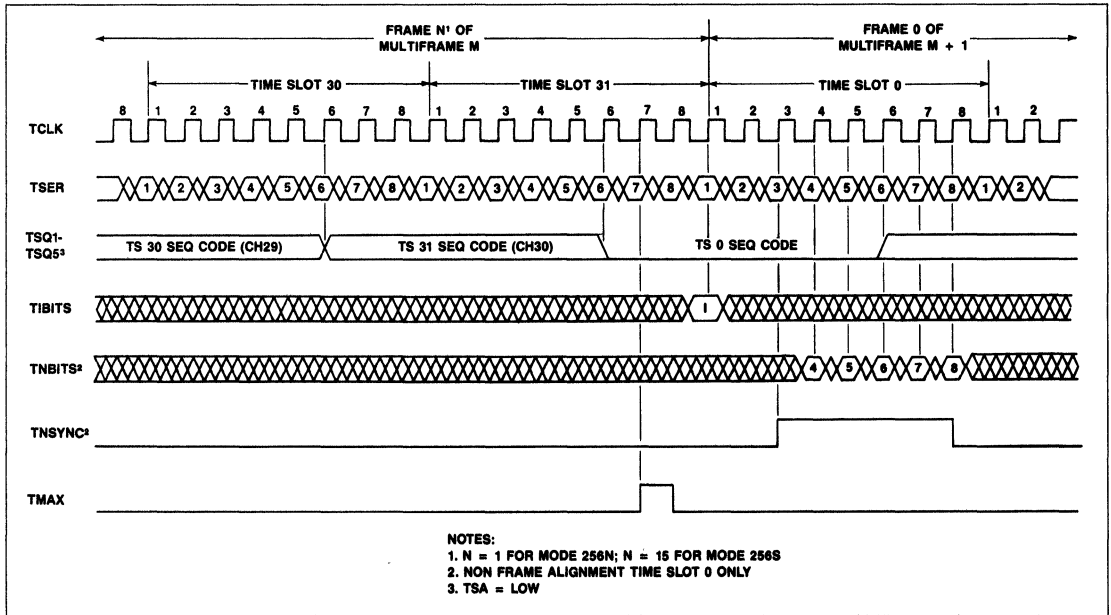 FRAME N¹ OF
MULTIFRAME M
FRAME 0 OF
MULTIFRAME M + 1
TIME SLOT 30
TIME SLOT 31
TIME SLOT 0
8 1 2 3 4 5 6 7 8 1 2 3 4 5 6 7 8 1 2 3 4 5 6 7 8 1 2
TCLK
TSER
1 2 3 4 5 6 7 8 1 2 3 4 5 6 7 8 1 2 3 4 5 6 7 8 1 2
TSQ1-
TSQ5³
TS 30 SEQ CODE (CH29)
TS 31 SEQ CODE (CH30)
TS 0 SEQ CODE
TIBITS
I
TNBITS²
4 5 6 7 8
TNSYNC²
TMAX
NOTES:
1. N = 1 FOR MODE 256N; N = 15 FOR MODE 256S
2. NON FRAME ALIGNMENT TIME SLOT 0 ONLY
3. TSA = LOW